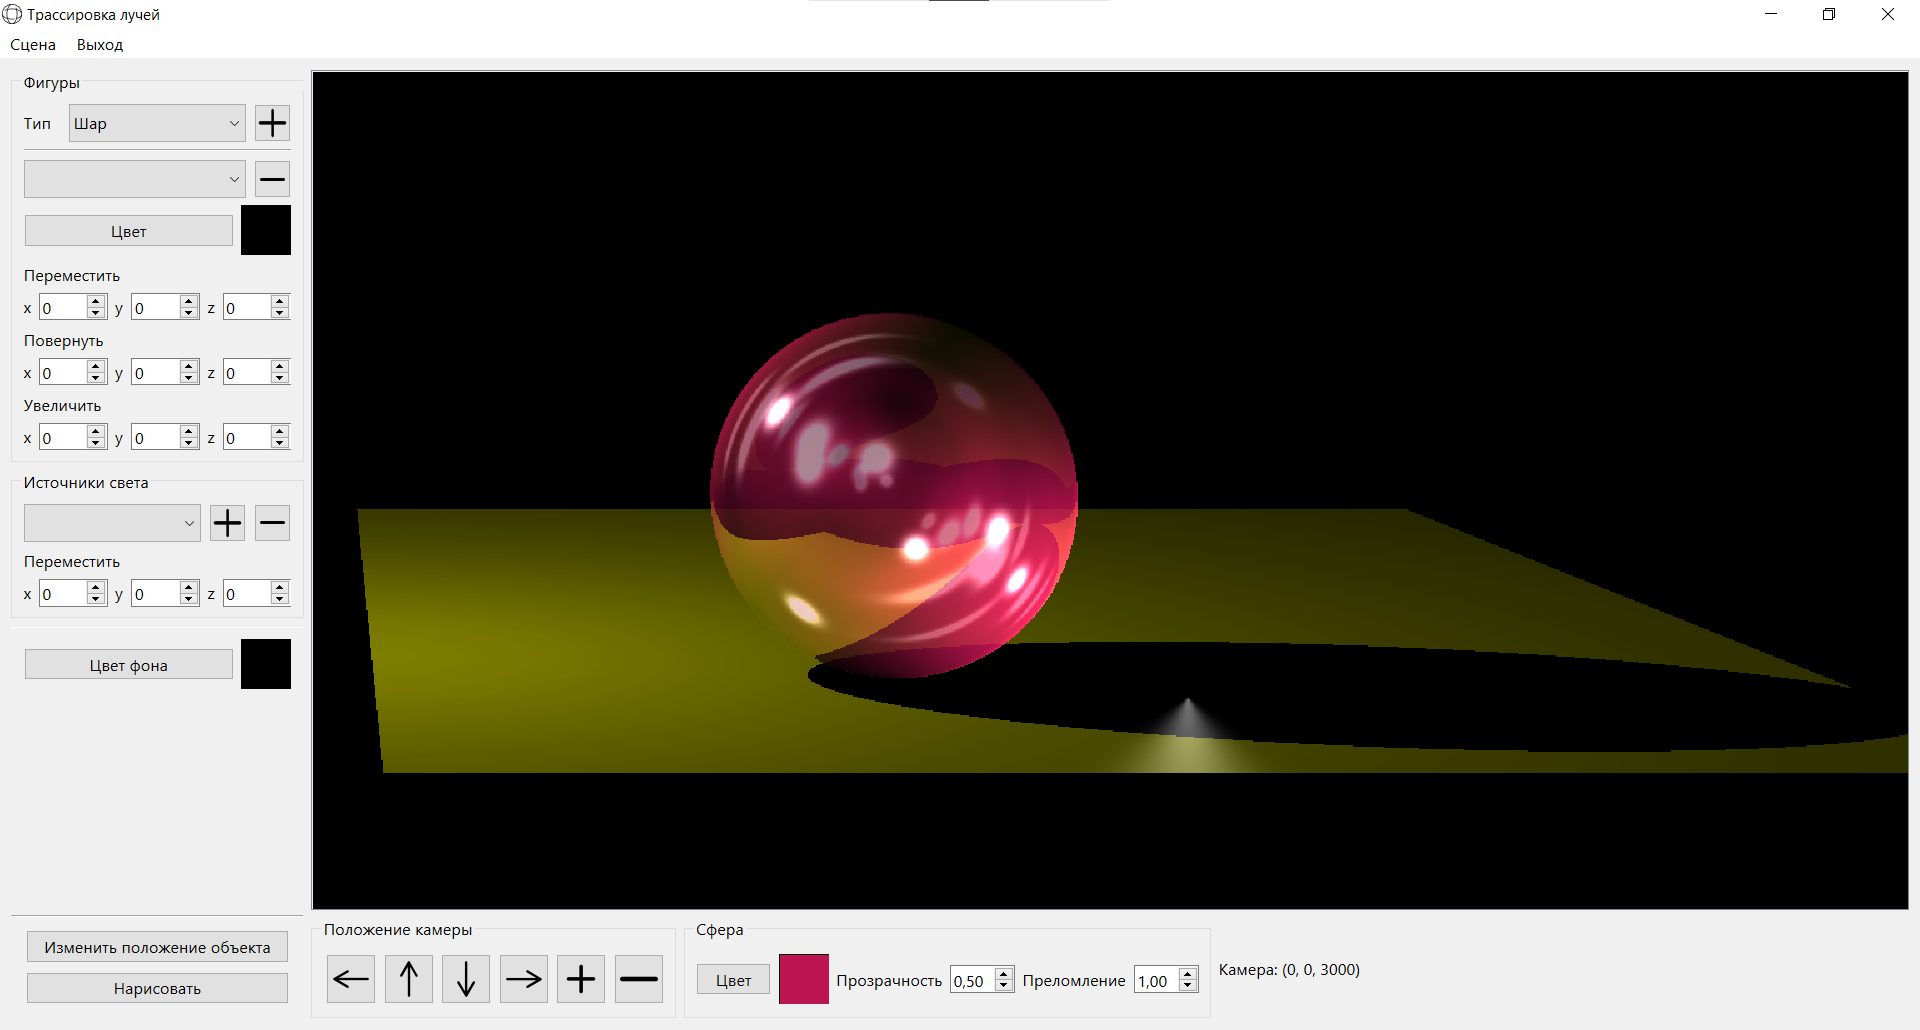 Трассировка лучей
Сцена Выход
Фигуры
Тип Шар
Цвет
Переместить
x 0 y 0 z 0
Повернуть
x 0 y 0 z 0
Увеличить
x 0 y 0 z 0
Источники света
Переместить
x 0 y 0 z 0
Цвет фона
Изменить положение объекта
Нарисовать
Положение камеры
Сфера
Цвет Прозрачность 0,50 Преломление 1,00
Камера: (0, 0, 3000)